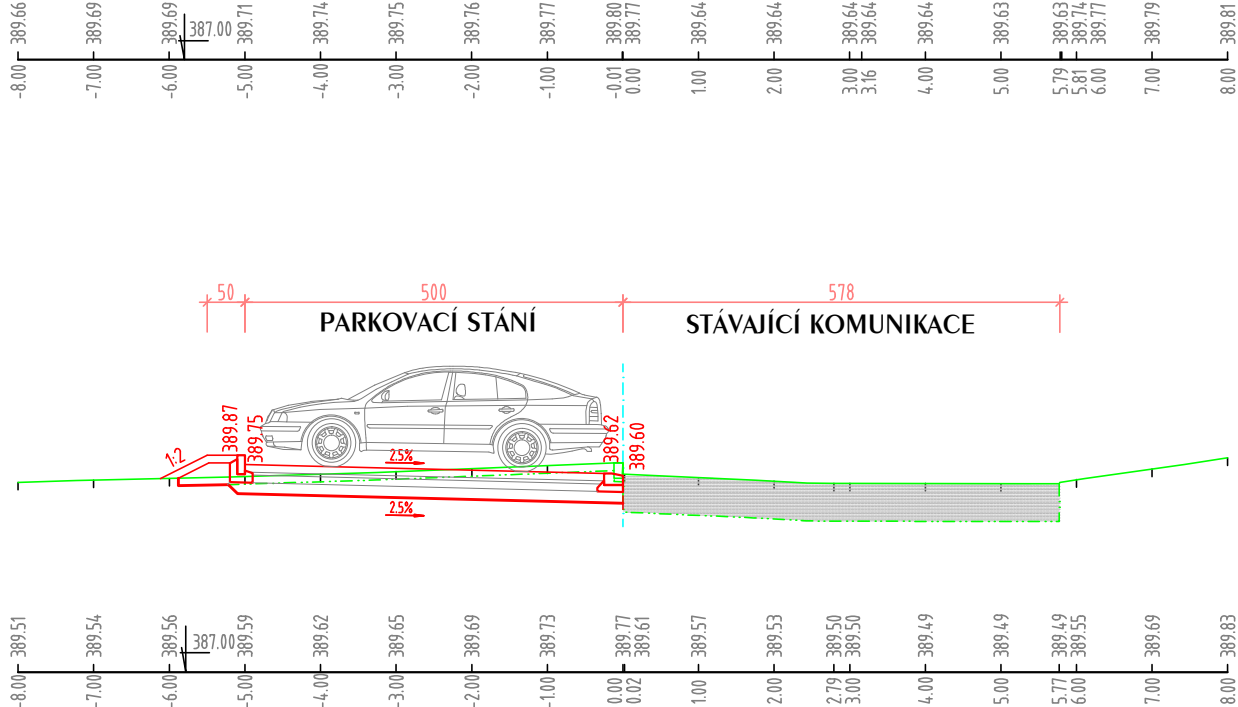 389.66 389.69 389.69 387.00 389.71 389.74 389.75 389.76 389.77 389.80 389.77 389.64 389.64 389.64 389.64 389.64 389.63 389.63 389.74 389.77 389.79 389.81
-8.00 -7.00 -6.00 -5.00 -4.00 -3.00 -2.00 -1.00 -0.01 0.00 1.00 2.00 3.00 3.16 4.00 5.00 5.79 5.81 6.00 7.00 8.00
50 500 578
PARKOVACÍ STÁNÍ STÁVAJÍCÍ KOMUNIKACE
1:2 389.87 389.75 389.62 389.60
2.5%
2.5%
389.51 389.54 389.56 387.00 389.59 389.62 389.65 389.69 389.73 389.77 389.61 389.57 389.53 389.50 389.50 389.49 389.49 389.49 389.55 389.69 389.83
-8.00 -7.00 -6.00 -5.00 -4.00 -3.00 -2.00 -1.00 0.00 0.02 1.00 2.00 2.79 3.00 4.00 5.00 5.77 6.00 7.00 8.00